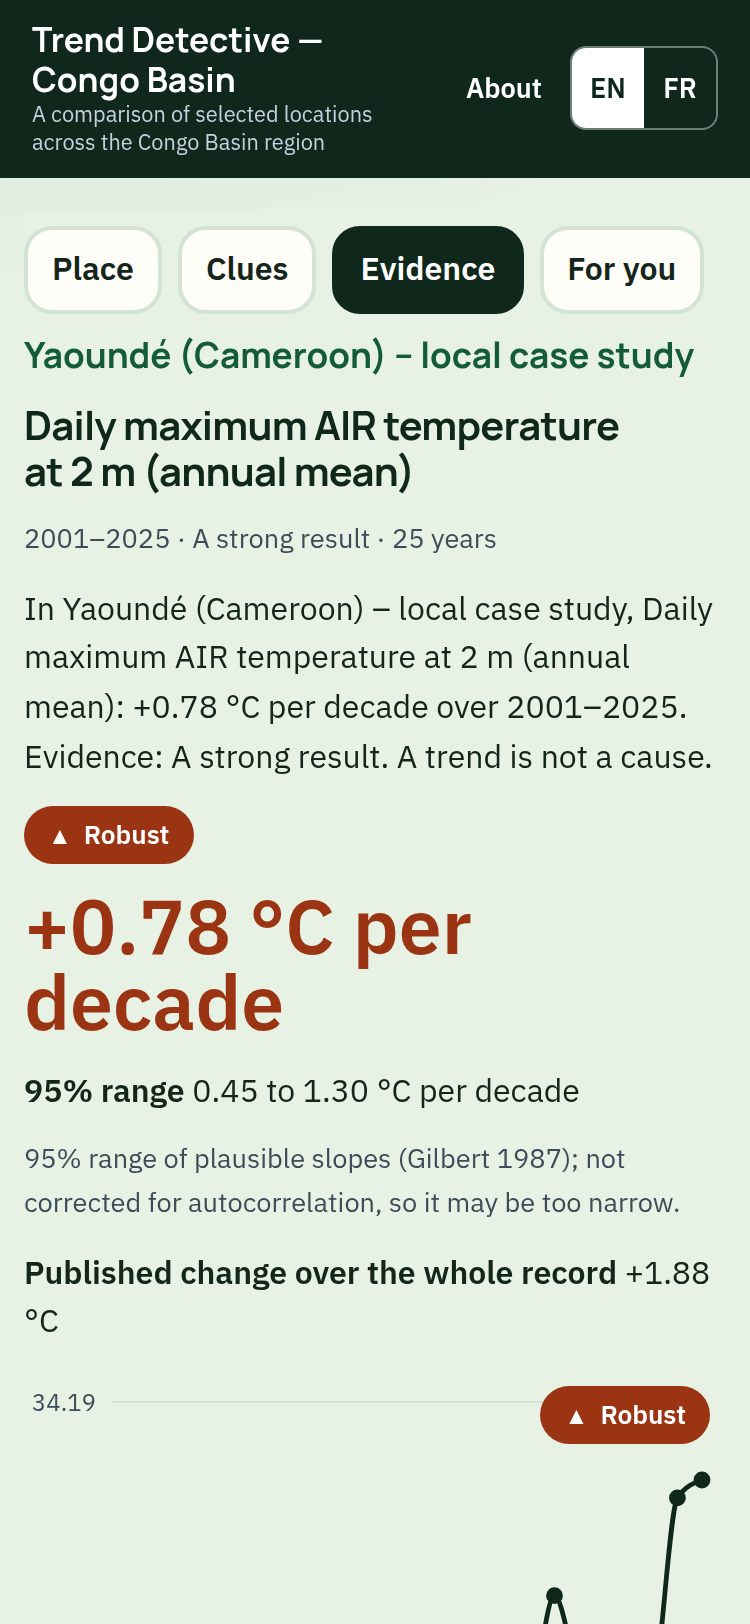 Trend Detective —
Congo Basin
A comparison of selected locations
across the Congo Basin region
About
EN
FR
Place
Clues
Evidence
For you
Yaoundé (Cameroon) – local case study
Daily maximum AIR temperature
at 2 m (annual mean)
2001–2025 · A strong result · 25 years
In Yaoundé (Cameroon) – local case study, Daily
maximum AIR temperature at 2 m (annual
mean): +0.78 °C per decade over 2001–2025.
Evidence: A strong result. A trend is not a cause.
▲ Robust
+0.78 °C per
decade
95% range 0.45 to 1.30 °C per decade
95% range of plausible slopes (Gilbert 1987); not
corrected for autocorrelation, so it may be too narrow.
Published change over the whole record +1.88
°C
34.19
▲ Robust